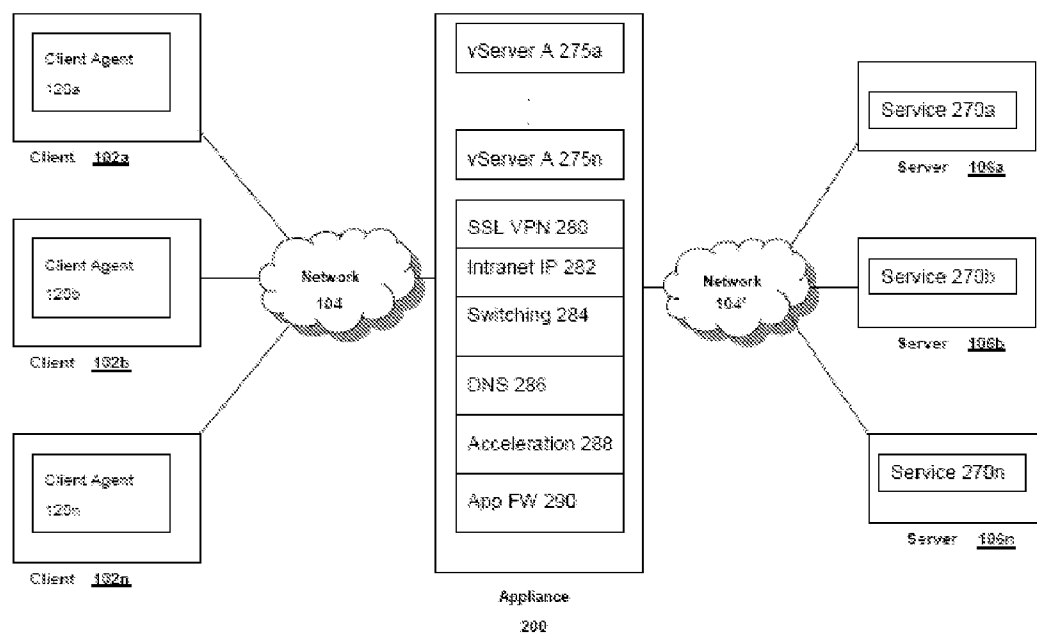 Client Agent
120a
Client 102a
Client Agent
120b
Client 102b
Client Agent
120n
Client 102n
Network
104
vServer A 275a
vServer A 275n
SSL VPN 280
Intranet IP 282
Switching 284
DNS 286
Acceleration 288
App FW 290
Appliance
200
Network
104'
Service 270a
Server 106a
Service 270b
Server 106b
Service 270n
Server 106n